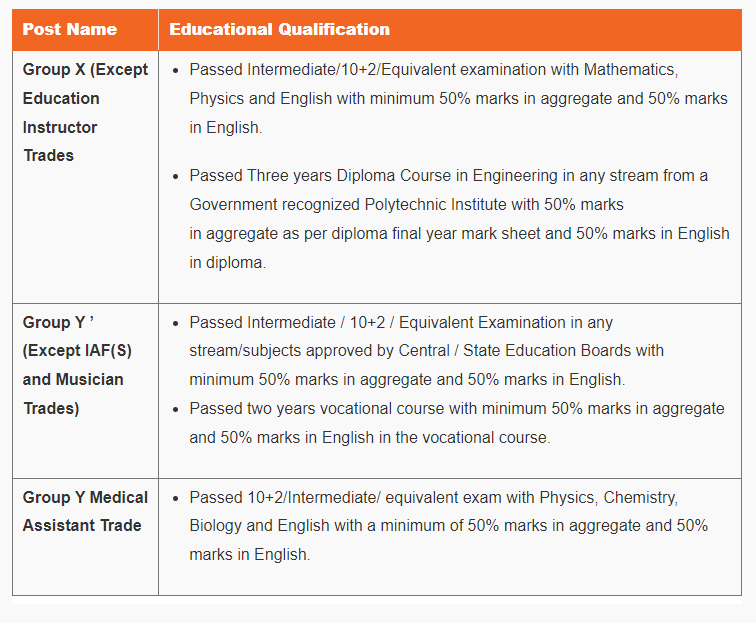 Post Name
Educational Qualification
Group X (Except
Education
Instructor
Trades
• Passed Intermediate/10+2/Equivalent examination with Mathematics,
Physics and English with minimum 50% marks in aggregate and 50% marks
in English.
• Passed Three years Diploma Course in Engineering in any stream from a
Government recognized Polytechnic Institute with 50% marks
in aggregate as per diploma final year mark sheet and 50% marks in English
in diploma.
Group Y ’
(Except IAF(S)
and Musician
Trades)
• Passed Intermediate / 10+2 / Equivalent Examination in any
stream/subjects approved by Central / State Education Boards with
minimum 50% marks in aggregate and 50% marks in English.
• Passed two years vocational course with minimum 50% marks in aggregate
and 50% marks in English in the vocational course.
Group Y Medical
Assistant Trade
• Passed 10+2/Intermediate/ equivalent exam with Physics, Chemistry,
Biology and English with a minimum of 50% marks in aggregate and 50%
marks in English.